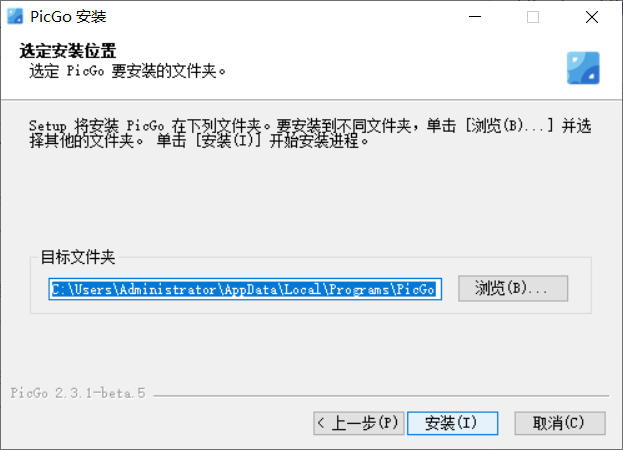 PicGo 安装
选定安装位置
选定 PicGo 要安装的文件夹。
Setup 将安装 PicGo 在下列文件夹。要安装到不同文件夹，单击 [浏览(B)...] 并选
择其他的文件夹。 单击 [安装(I)] 开始安装进程。
目标文件夹
C:\Users\Administrator\AppData\Local\Programs\PicGo
浏览(B)...
PicGo 2.3.1-beta.5
< 上一步(P)
安装(I)
取消(C)